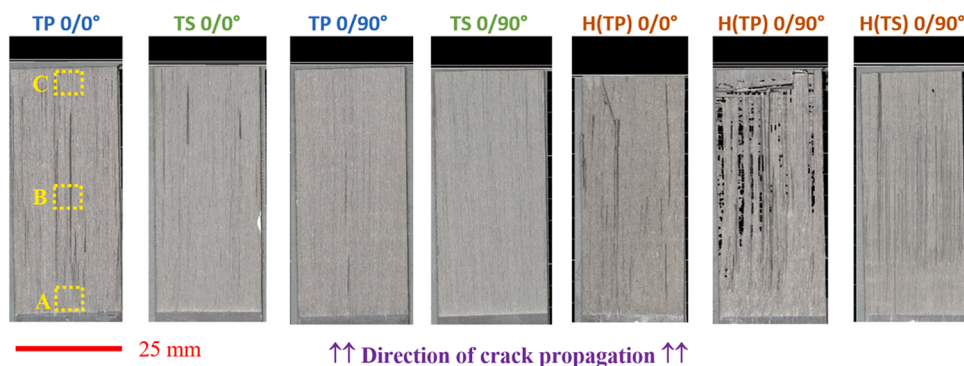 TP 0/0° TS 0/0° TP 0/90° TS 0/90° H(TP) 0/0° H(TP) 0/90° H(TS) 0/90°
C
B
A
25 mm
↑↑ Direction of crack propagation ↑↑